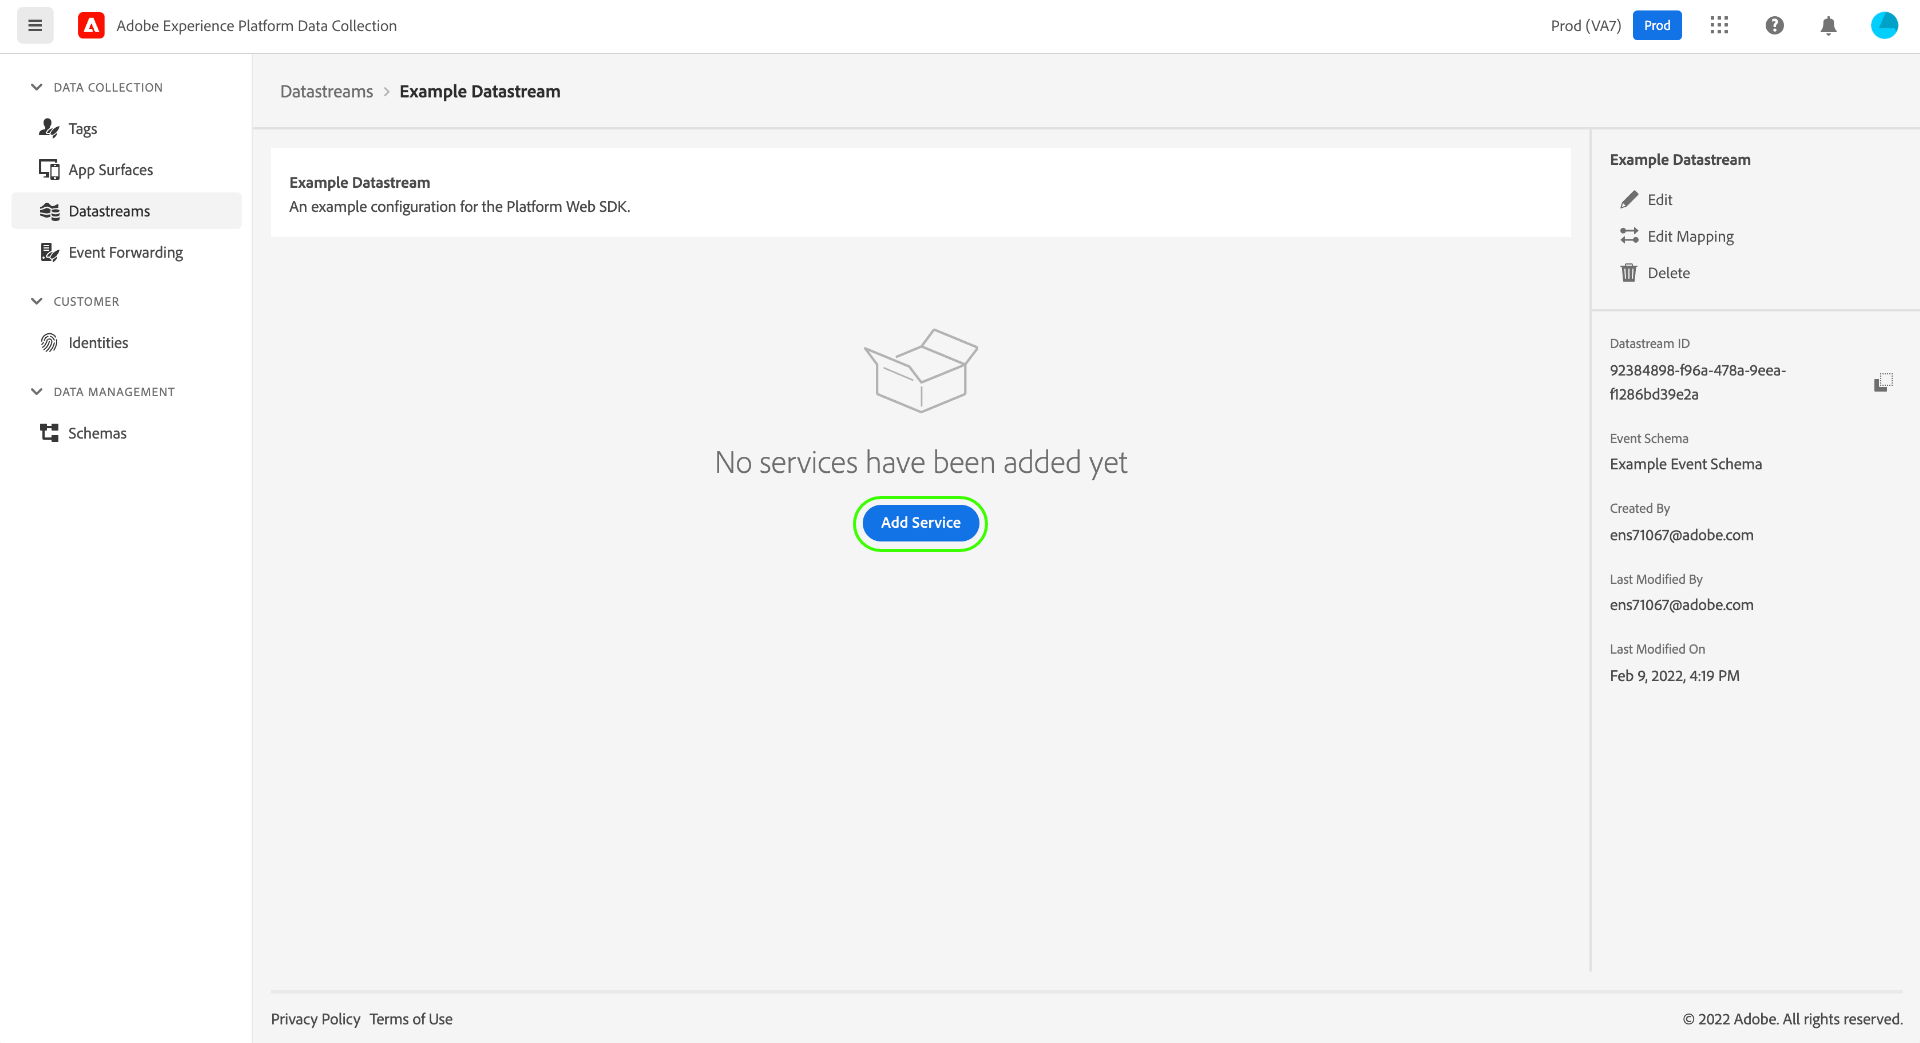 Adobe Experience Platform Data Collection
Prod (VA7)
Prod
DATA COLLECTION
Tags
App Surfaces
Datastreams
Event Forwarding
CUSTOMER
Identities
DATA MANAGEMENT
Schemas
Datastreams > Example Datastream
Example Datastream
An example configuration for the Platform Web SDK.
No services have been added yet
Add Service
Example Datastream
Edit
Edit Mapping
Delete
Datastream ID
92384898-f96a-478a-9eea-
f1286bd39e2a
Event Schema
Example Event Schema
Created By
ens71067@adobe.com
Last Modified By
ens71067@adobe.com
Last Modified On
Feb 9, 2022, 4:19 PM
Privacy Policy Terms of Use
© 2022 Adobe. All rights reserved.